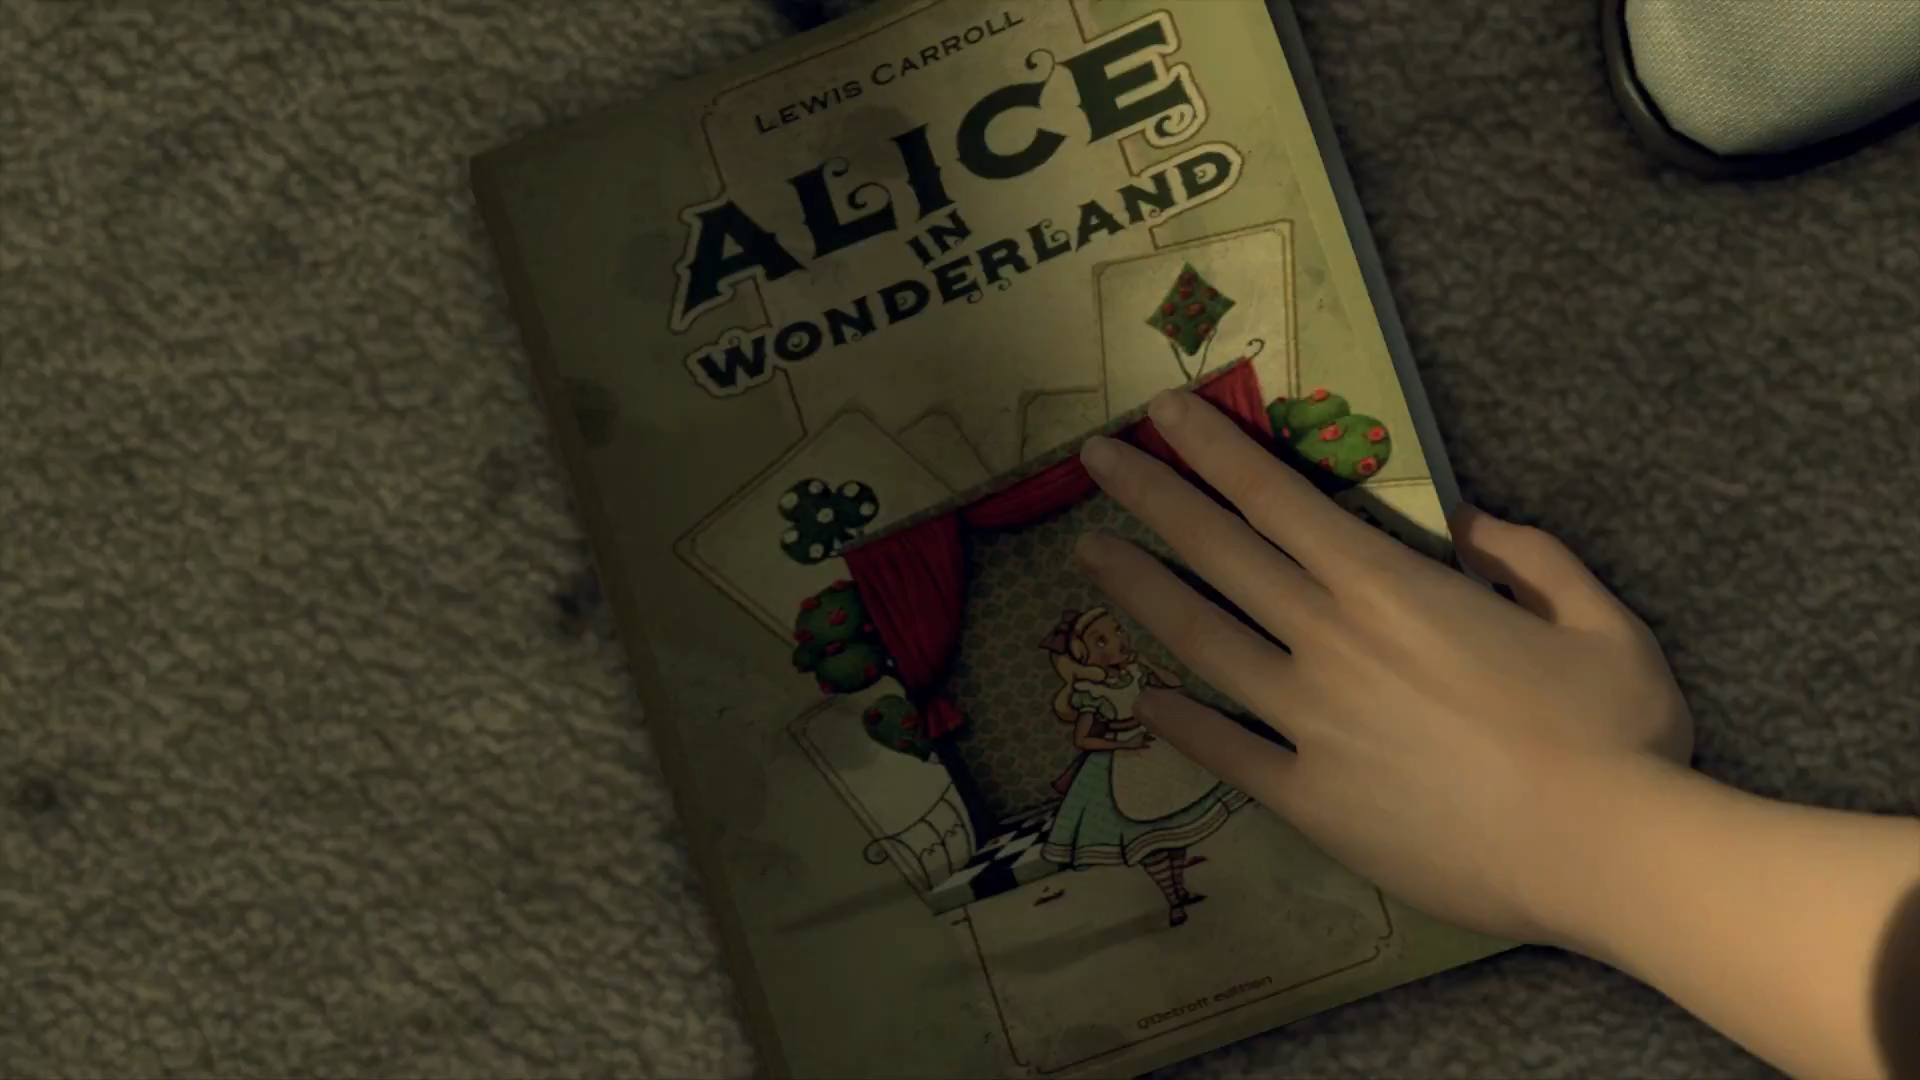 LEWIS CARROLL
ALICE
IN
WONDERLAND
©Detroit edition